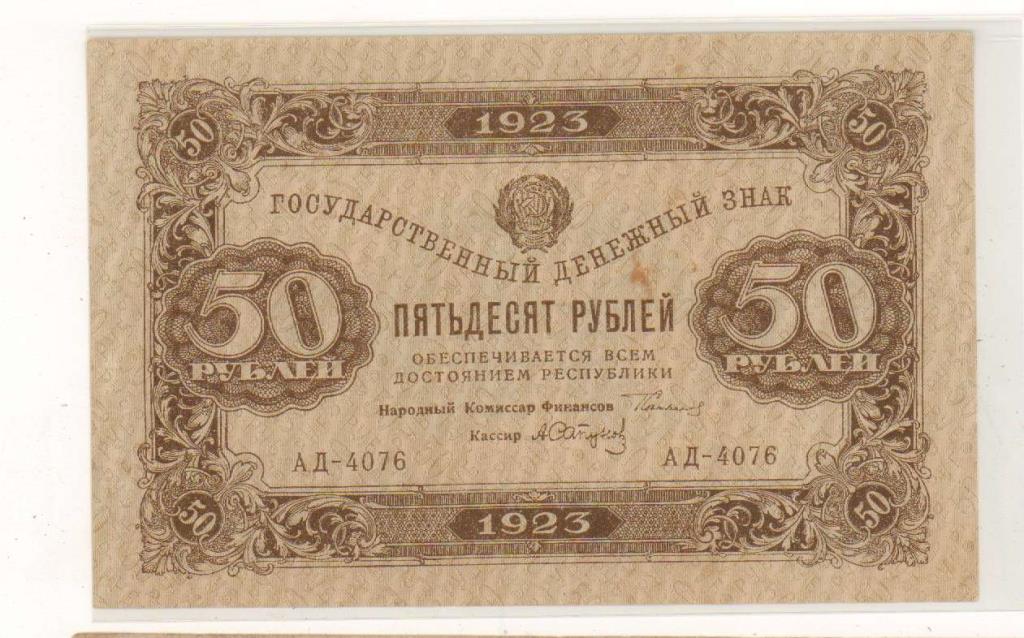 1923
50 50
ГОСУДАРСТВЕННЫЙ ДЕНЕЖНЫЙ ЗНАК
50 РУБЛЕЙ
50 РУБЛЕЙ
ПЯТЬДЕСЯТ РУБЛЕЙ
ОБЕСПЕЧИВАЕТСЯ ВСЕМ
ДОСТОЯНИЕМ РЕСПУБЛИКИ
Народный Комиссар Финансов
Кассир
АД-4076 АД-4076
50 50
1923